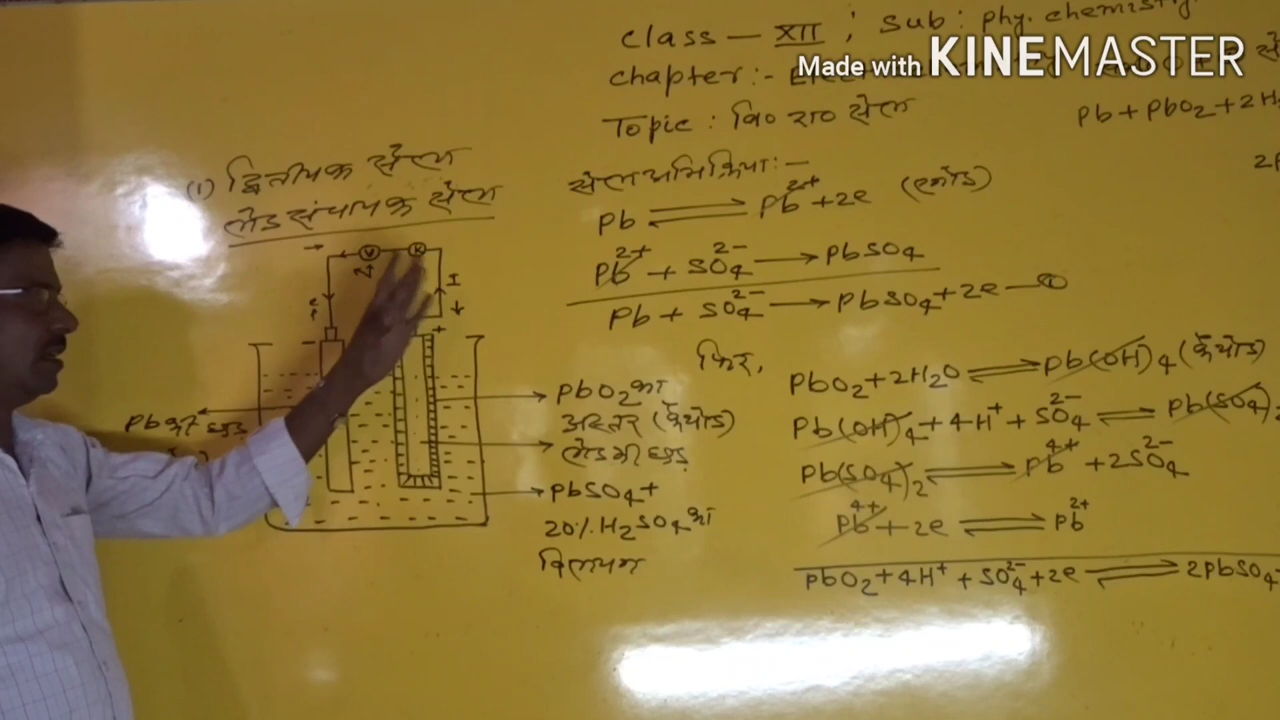 Class — XII ; Sub : Phy. chemistry
Made with KINEMASTER
Chapter :-
Topic : वि० रा० सेल
Pb + PbO2 + 2H
(1) द्वितीयक सेल
लेड संचायक सेल
सेल अभिक्रिया :-
Pb ⇌ Pb2+ + 2e (एनोड)
Pb2+ + SO4 2- → PbSO4
Pb + SO4 2- → PbSO4 + 2e — ①
फिर,
PbO2 + 2H2O ⇌ Pb(OH)4 (कैथोड)
Pb(OH)4 + 4H+ + SO4 2- ⇌ Pb(SO4)2
Pb(SO4)2 ⇌ Pb4+ + 2SO4 2-
Pb4+ + 2e ⇌ Pb2+
PbO2 + 4H+ + SO4 2- + 2e ⇌ 2PbSO4
V
K
I
e
+
Pb की छड़
PbO2 का
अस्तर (कैथोड)
लेड की छड़
PbSO4 +
20% H2SO4 का
विलयन